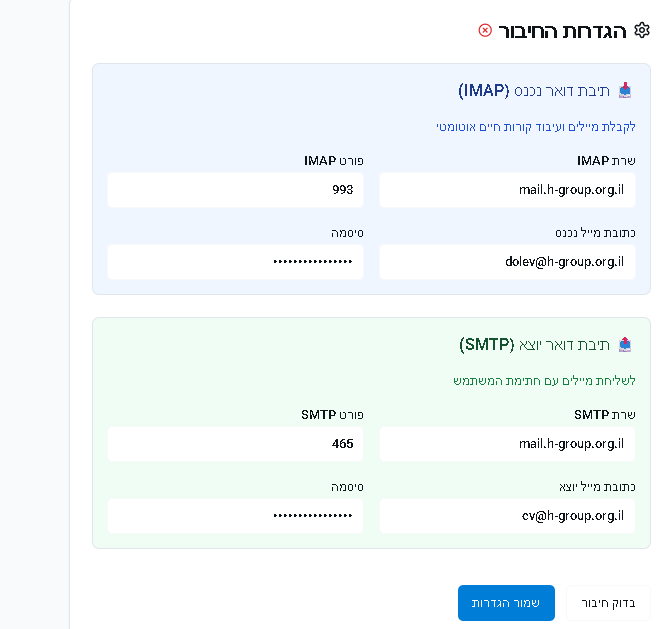 הגדרות החיבור
תיבת דואר נכנס (IMAP)
לקבלת מיילים ועיבוד קורות חיים אוטומטי
שרת IMAP
פורט IMAP
mail.h-group.org.il
993
כתובת מייל נכנס
סיסמה
dolev@h-group.org.il
••••••••••••••••
תיבת דואר יוצא (SMTP)
לשליחת מיילים עם חתימת המשתמש
שרת SMTP
פורט SMTP
mail.h-group.org.il
465
כתובת מייל יוצא
סיסמה
cv@h-group.org.il
••••••••••••••••
בדוק חיבור
שמור הגדרות